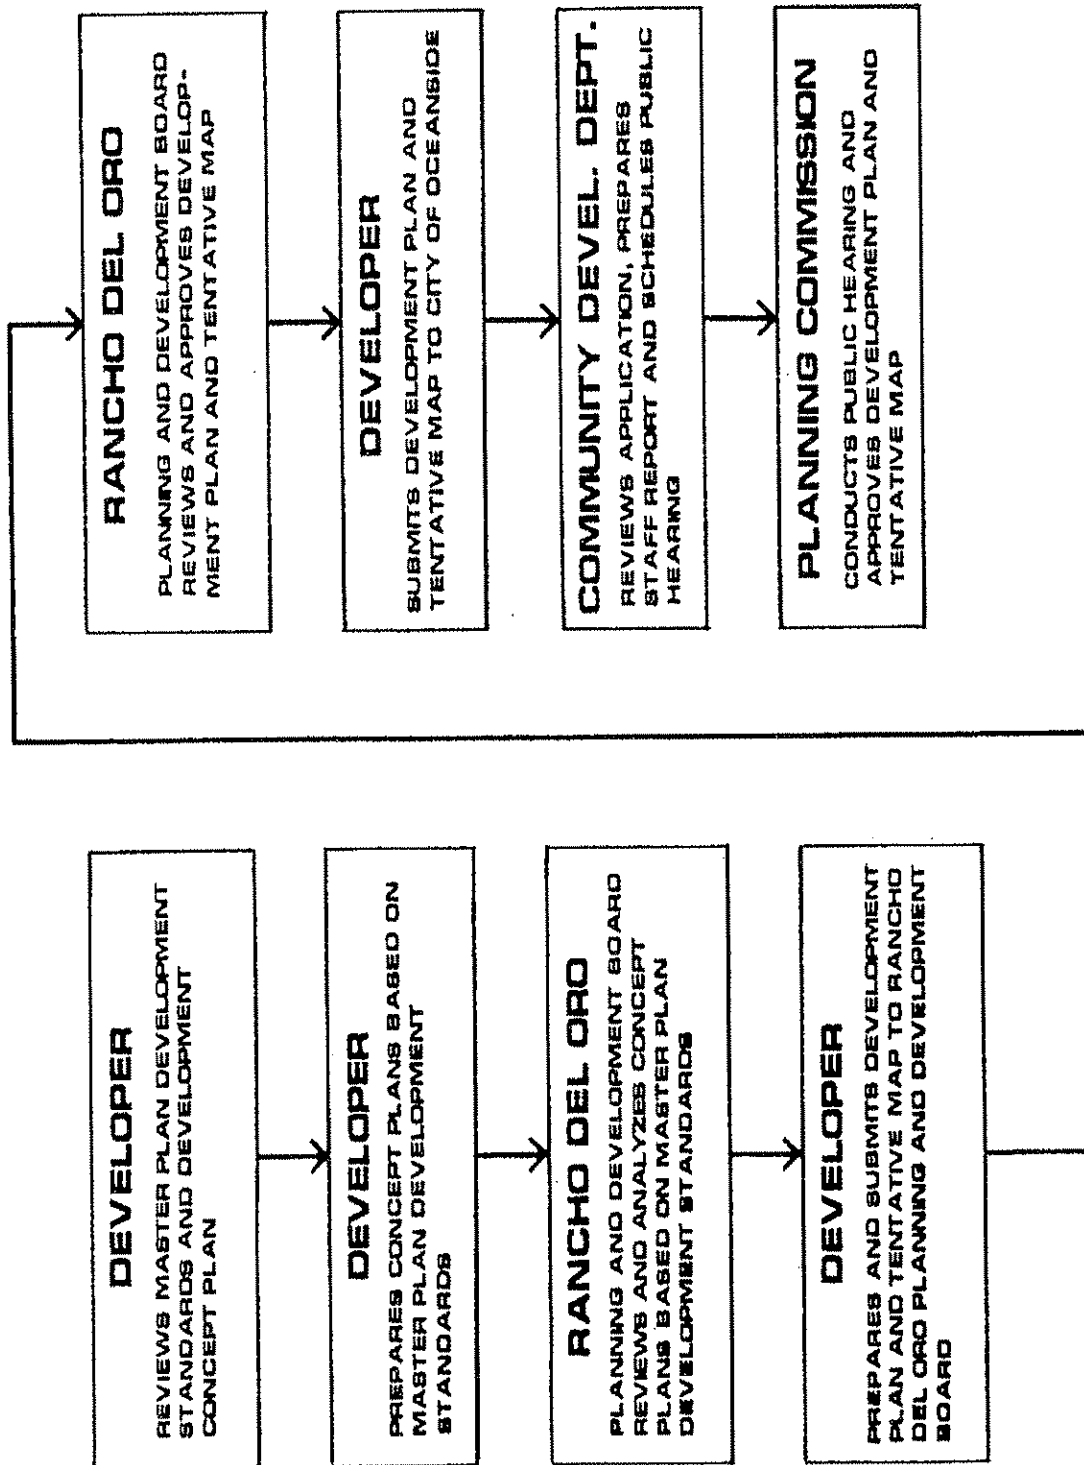 DEVELOPER
REVIEWS MASTER PLAN DEVELOPMENT
STANDARDS AND DEVELOPMENT
CONCEPT PLAN
DEVELOPER
PREPARES CONCEPT PLANS BASED ON
MASTER PLAN DEVELOPMENT
STANDARDS
RANCHO DEL ORO
PLANNING AND DEVELOPMENT BOARD
REVIEWS AND ANALYZES CONCEPT
PLANS BASED ON MASTER PLAN
DEVELOPMENT STANDARDS
DEVELOPER
PREPARES AND SUBMITS DEVELOPMENT
PLAN AND TENTATIVE MAP TO RANCHO
DEL ORO PLANNING AND DEVELOPMENT
BOARD
RANCHO DEL ORO
PLANNING AND DEVELOPMENT BOARD
REVIEWS AND APPROVES DEVELOP-
MENT PLAN AND TENTATIVE MAP
DEVELOPER
SUBMITS DEVELOPMENT PLAN AND
TENTATIVE MAP TO CITY OF OCEANSIDE
COMMUNITY DEVEL. DEPT.
REVIEWS APPLICATION, PREPARES
STAFF REPORT AND SCHEDULES PUBLIC
HEARING
PLANNING COMMISSION
CONDUCTS PUBLIC HEARING AND
APPROVES DEVELOPMENT PLAN AND
TENTATIVE MAP